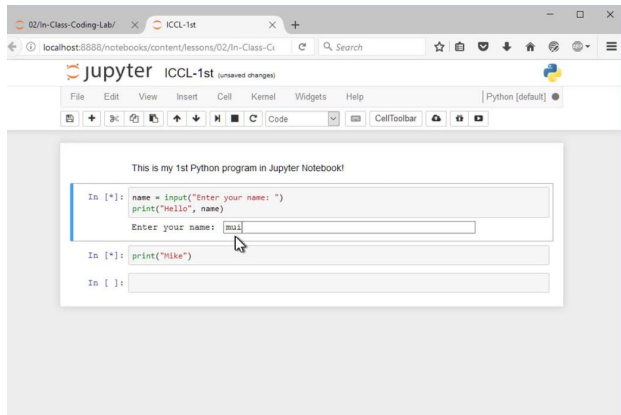 02/In-Class-Coding-Lab/
ICCL-1st
localhost:8888/notebooks/content/lessons/02/In-Class-Co
Search
jupyter ICCL-1st (unsaved changes)
File Edit View Insert Cell Kernel Widgets Help
Python [default]
Code
CellToolbar
This is my 1st Python program in Jupyter Notebook!
In [*]: name = input("Enter your name: ")
print("Hello", name)
Enter your name: mui
In [*]: print("Mike")
In [ ]: